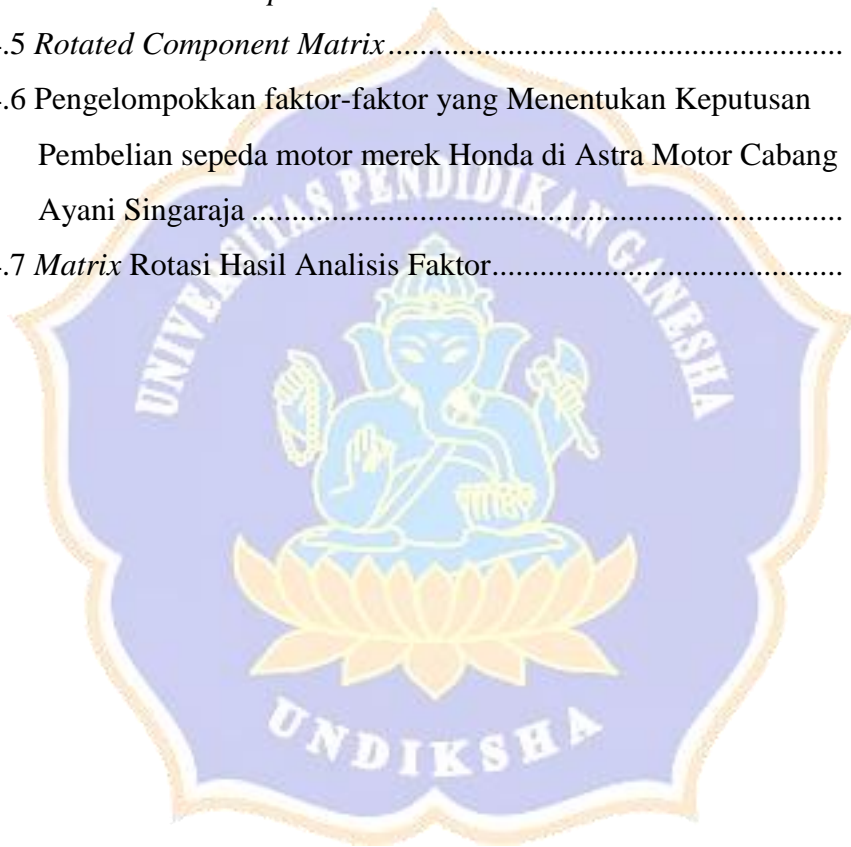 .5 Rotated Component Matrix........................................................
.6 Pengelompokkan faktor-faktor yang Menentukan Keputusan
Pembelian sepeda motor merek Honda di Astra Motor Cabang
Ayani Singaraja.........................................................................
.7 Matrix Rotasi Hasil Analisis Faktor...........................................
UNIVERSITAS PENDIDIKAN GANESHA
UNDIKSHA